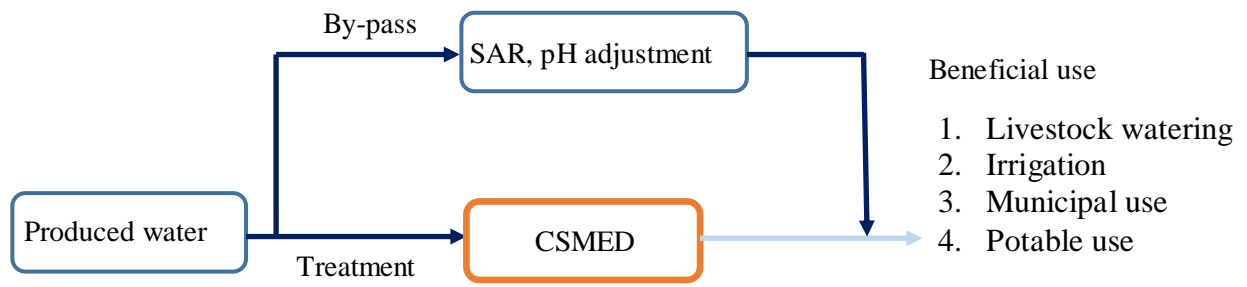 By-pass
SAR, pH adjustment
Beneficial use
1. Livestock watering
2. Irrigation
3. Municipal use
4. Potable use
Produced water
CSMED
Treatment